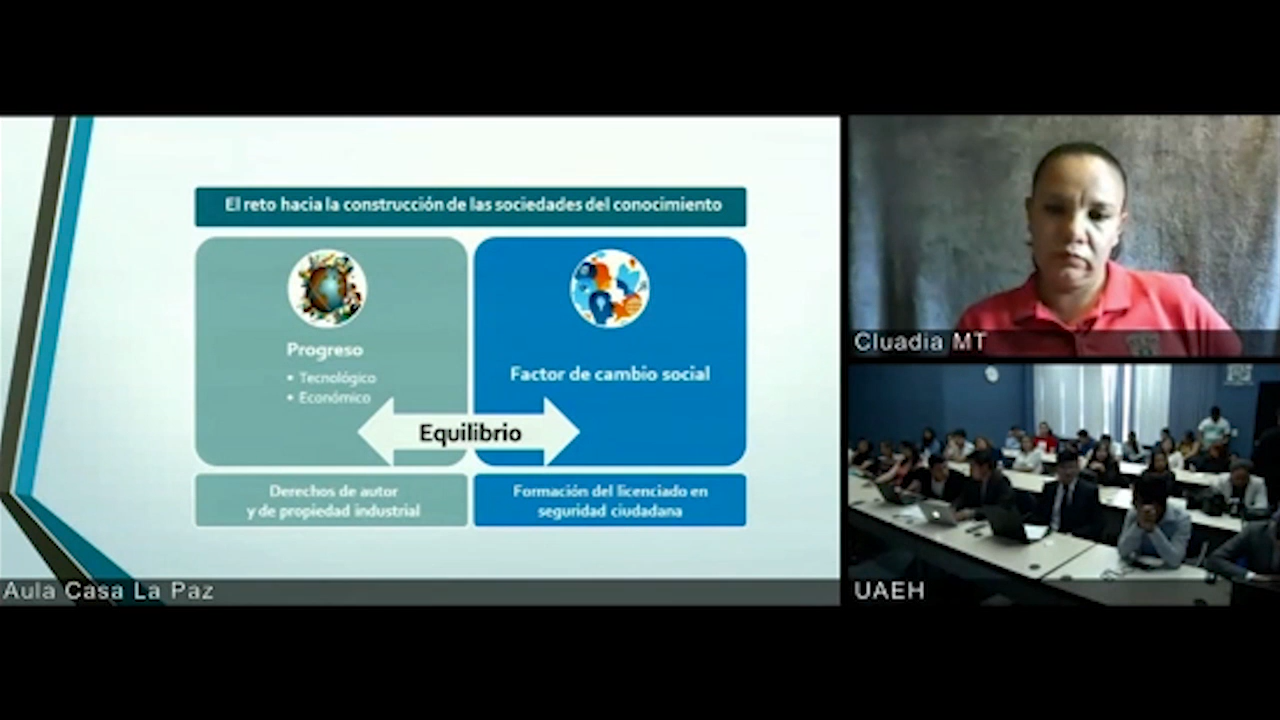 El reto hacia la construcción de las sociedades del conocimiento
Progreso
• Tecnológico
• Económico
Factor de cambio social
Equilibrio
Derechos de autor
y de propiedad industrial
Formación del licenciado en
seguridad ciudadana
Aula Casa La Paz
Cluadia MT
UAEH